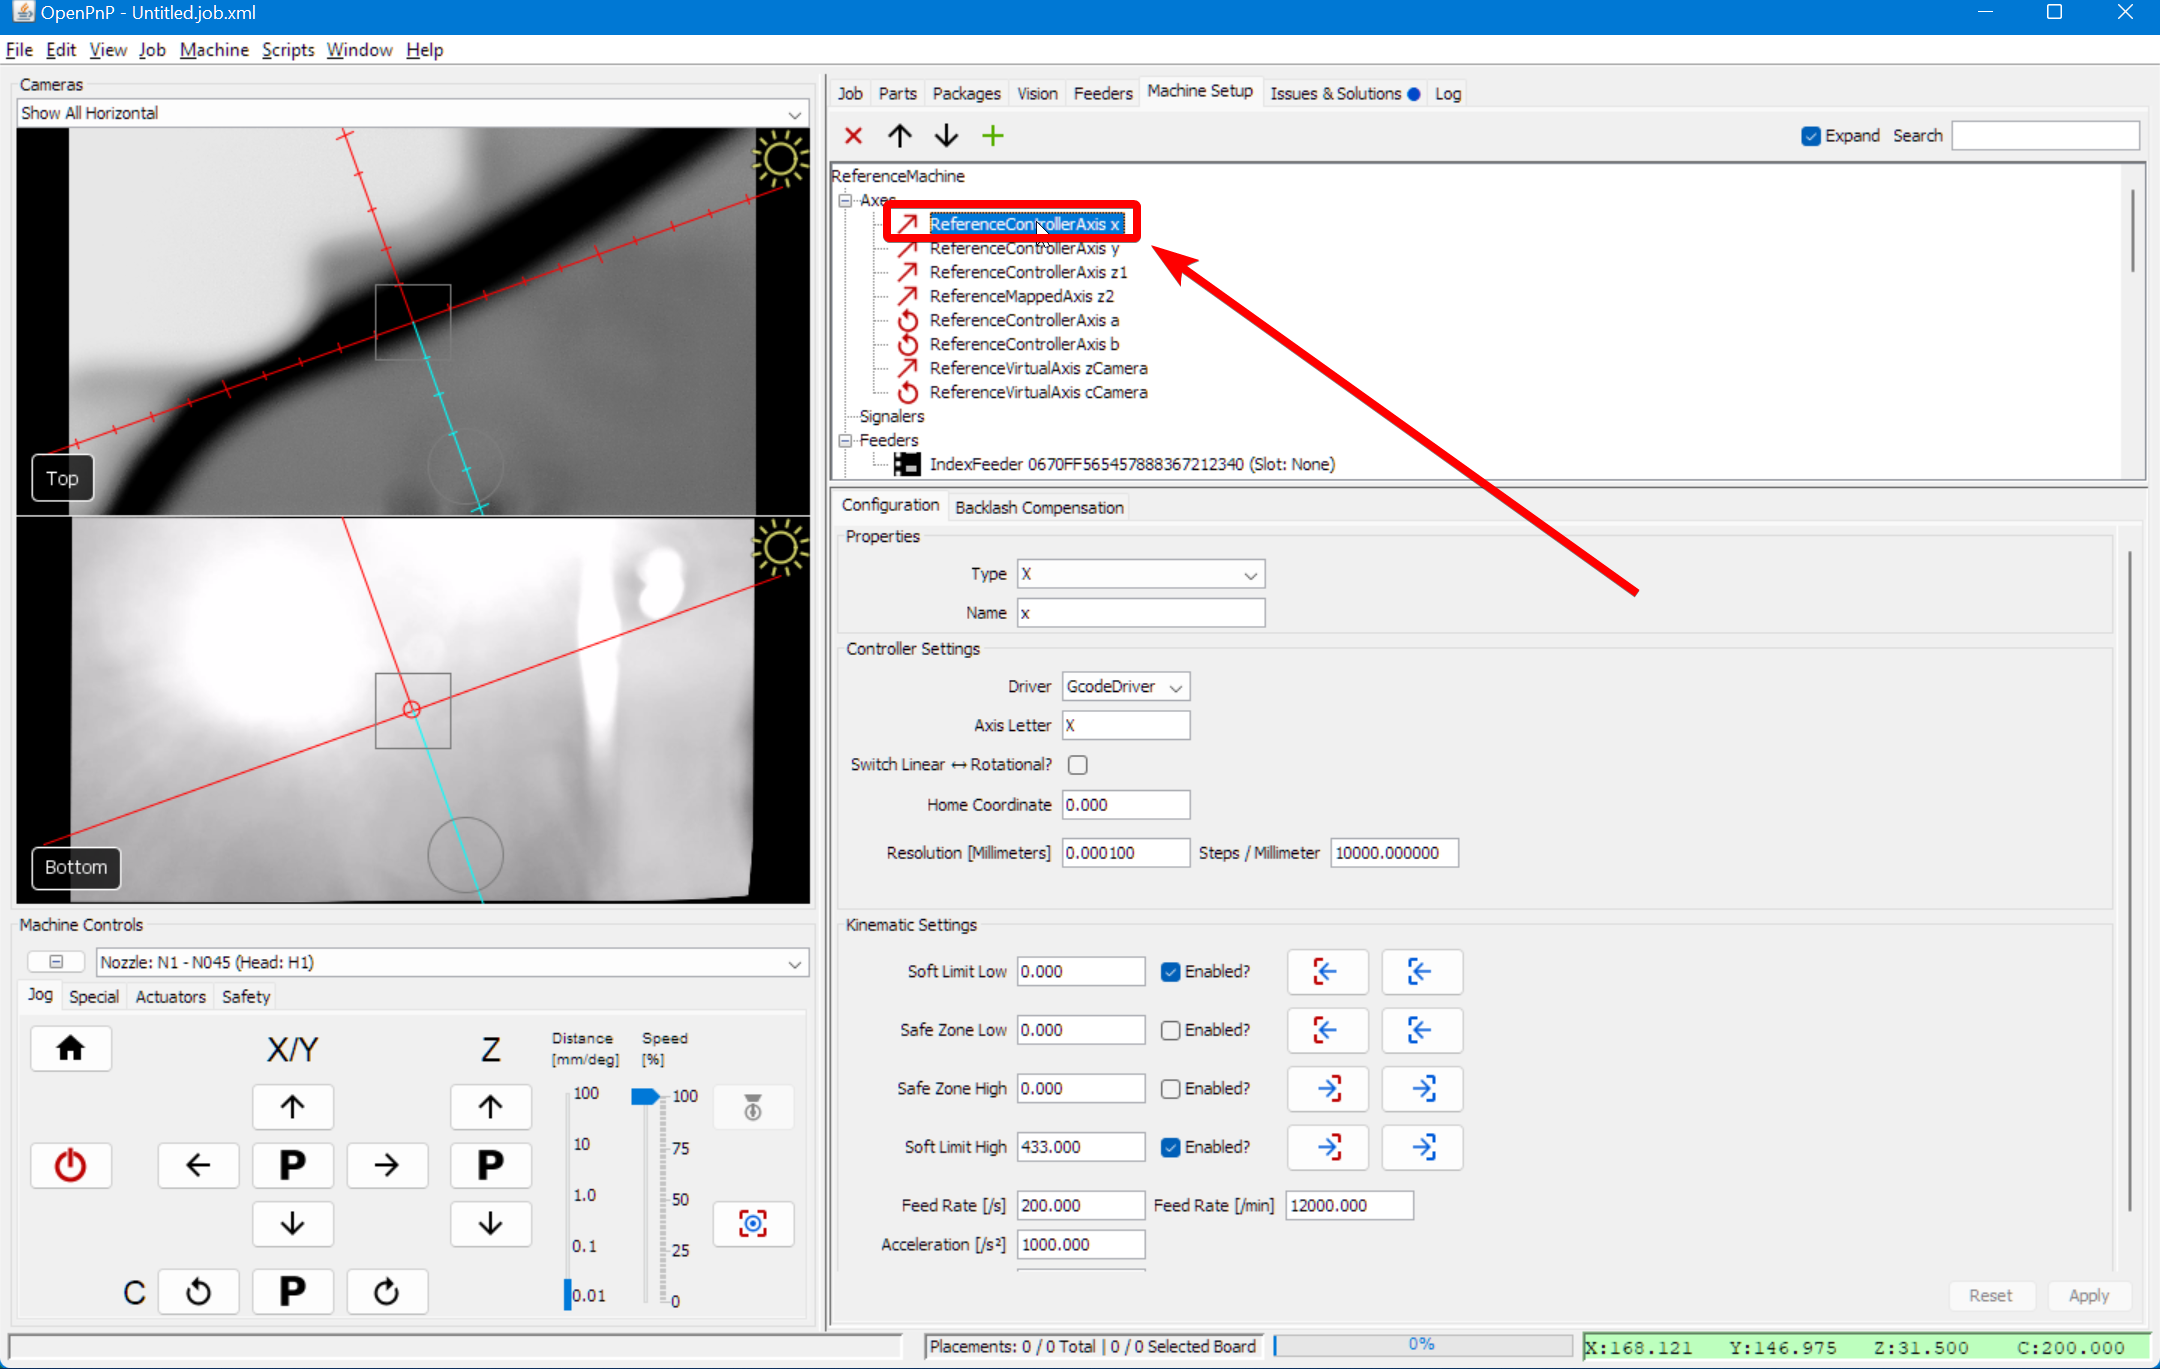 OpenPnP - Untitled.job.xml
File Edit View Job Machine Scripts Window Help
Cameras
Show All Horizontal
Top
Bottom
Machine Controls
Nozzle: N1 - N045 (Head: H1)
Jog Special Actuators Safety
X/Y Z Distance [mm/deg] Speed [%]
100 100
10 75
1.0 50
0.1 25
0.01 0
P P
C P
Job Parts Packages Vision Feeders Machine Setup Issues & Solutions Log
Expand Search
ReferenceMachine
Axes
ReferenceControllerAxis x
ReferenceControllerAxis y
ReferenceControllerAxis z1
ReferenceMappedAxis z2
ReferenceControllerAxis a
ReferenceControllerAxis b
ReferenceVirtualAxis zCamera
ReferenceVirtualAxis cCamera
Signalers
Feeders
IndexFeeder 0670FF565457888367212340 (Slot: None)
Configuration Backlash Compensation
Properties
Type X
Name x
Controller Settings
Driver GcodeDriver
Axis Letter X
Switch Linear ↔ Rotational?
Home Coordinate 0.000
Resolution [Millimeters] 0.000100 Steps / Millimeter 10000.000000
Kinematic Settings
Soft Limit Low 0.000 Enabled?
Safe Zone Low 0.000 Enabled?
Safe Zone High 0.000 Enabled?
Soft Limit High 433.000 Enabled?
Feed Rate [/s] 200.000 Feed Rate [/min] 12000.000
Acceleration [/s²] 1000.000
Reset Apply
Placements: 0 / 0 Total | 0 / 0 Selected Board 0% X:168.121 Y:146.975 Z:31.500 C:200.000